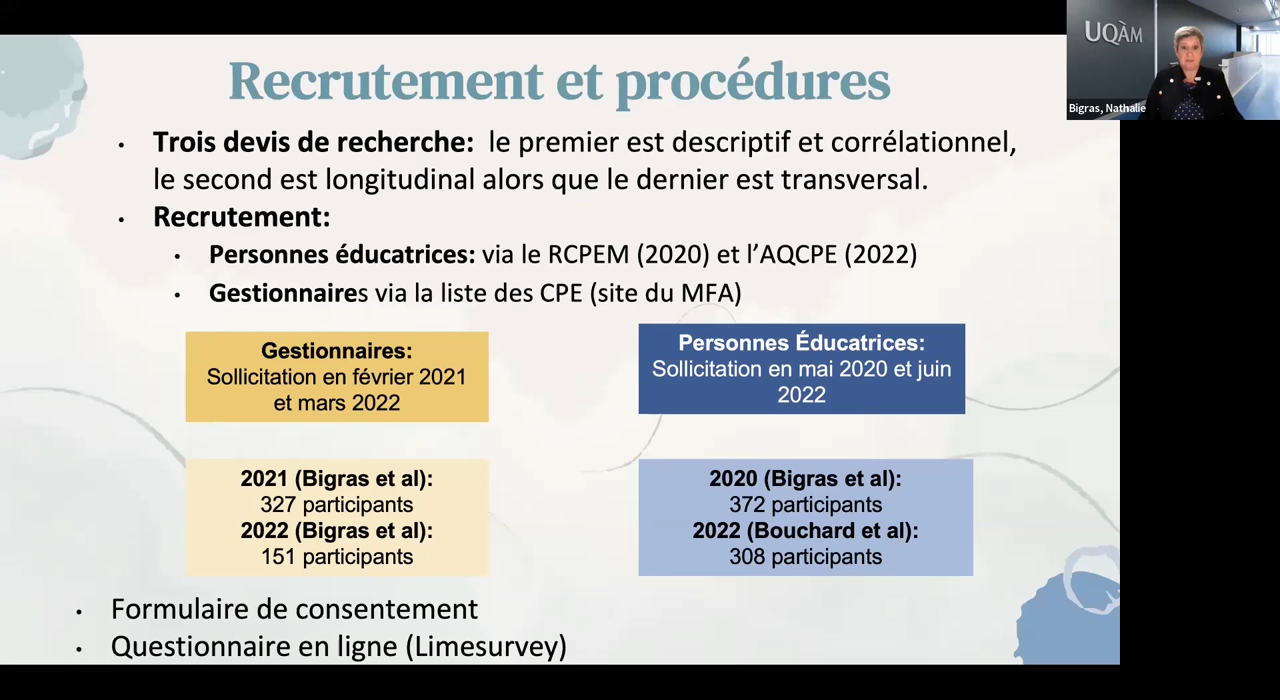 Recrutement et procédures
• Trois devis de recherche: le premier est descriptif et corrélationnel,
le second est longitudinal alors que le dernier est transversal.
• Recrutement:
• Personnes éducatrices: via le RCPEM (2020) et l’AQCPE (2022)
• Gestionnaires via la liste des CPE (site du MFA)
Gestionnaires:
Sollicitation en février 2021
et mars 2022
Personnes Éducatrices:
Sollicitation en mai 2020 et juin
2022
2021 (Bigras et al):
327 participants
2022 (Bigras et al):
151 participants
2020 (Bigras et al):
372 participants
2022 (Bouchard et al):
308 participants
• Formulaire de consentement
• Questionnaire en ligne (Limesurvey)
UQÀM
Bigras, Nathalie